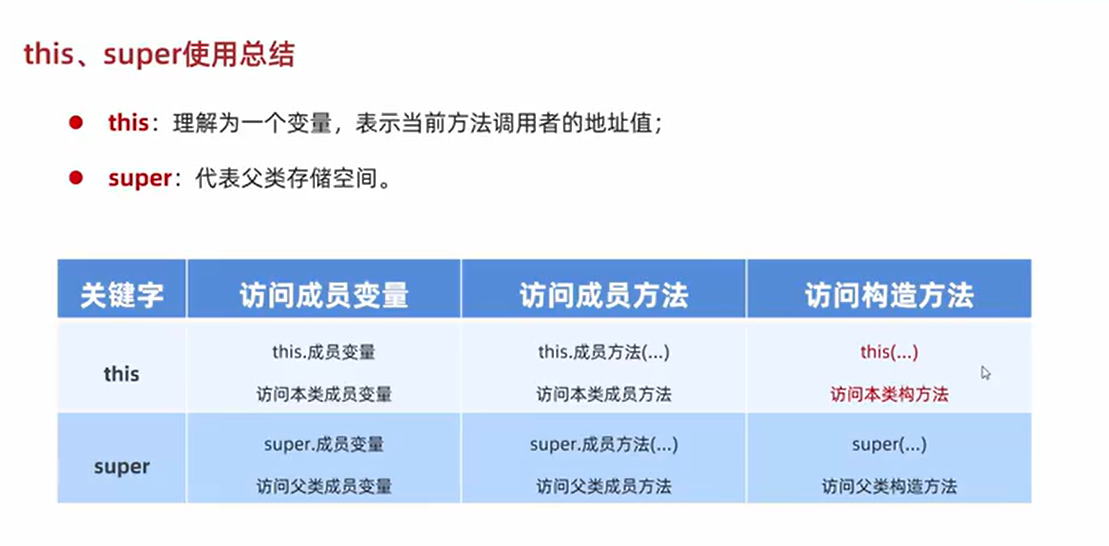 this、super使用总结
this：理解为一个变量，表示当前方法调用者的地址值；
super：代表父类存储空间。
关键字 访问成员变量 访问成员方法 访问构造方法
this
this.成员变量 this.成员方法(...) this(...)
访问本类成员变量 访问本类成员方法 访问本类构方法
super
super.成员变量 super.成员方法(...) super(...)
访问父类成员变量 访问父类成员方法 访问父类构造方法